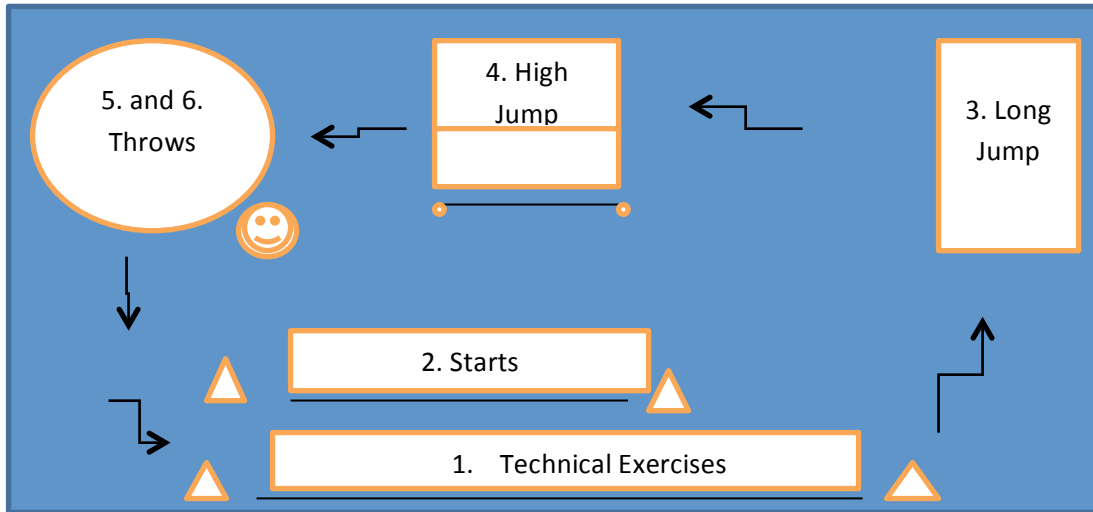 5. and 6.
Throws
4. High
Jump
3. Long
Jump
2. Starts
1. Technical Exercises